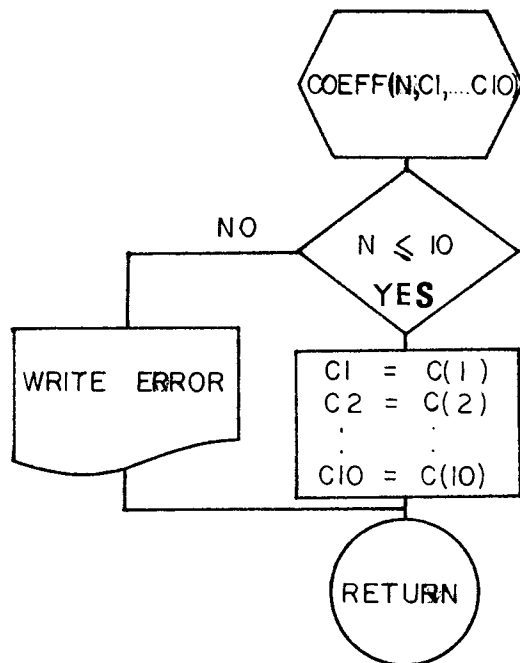 COEFF(N,C1,....C10)
NO
N ⩽ 10
YES
WRITE ERROR
C1 = C(1)
C2 = C(2)
. .
. .
C10 = C(10)
RETURN